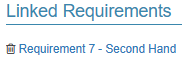 Linked Requirements
Requirement 7 - Second Hand